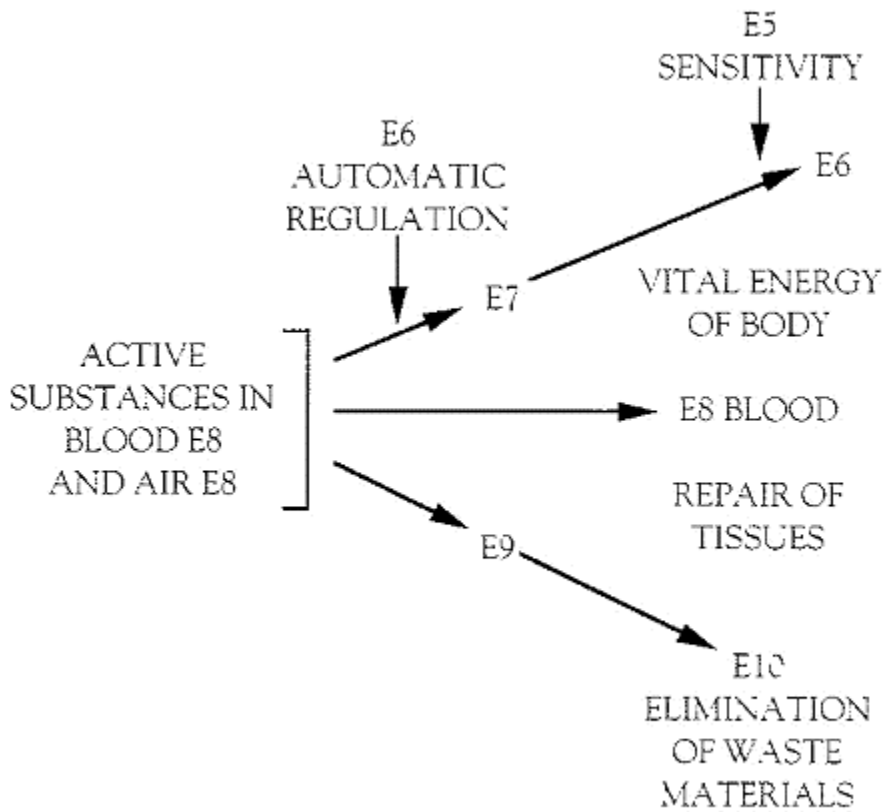 E5
SENSITIVITY
E6
AUTOMATIC
REGULATION
E6
E7
VITAL ENERGY
OF BODY
ACTIVE
SUBSTANCES IN
BLOOD E8
AND AIR E8
E8 BLOOD
REPAIR OF
TISSUES
E9
E10
ELIMINATION
OF WASTE
MATERIALS